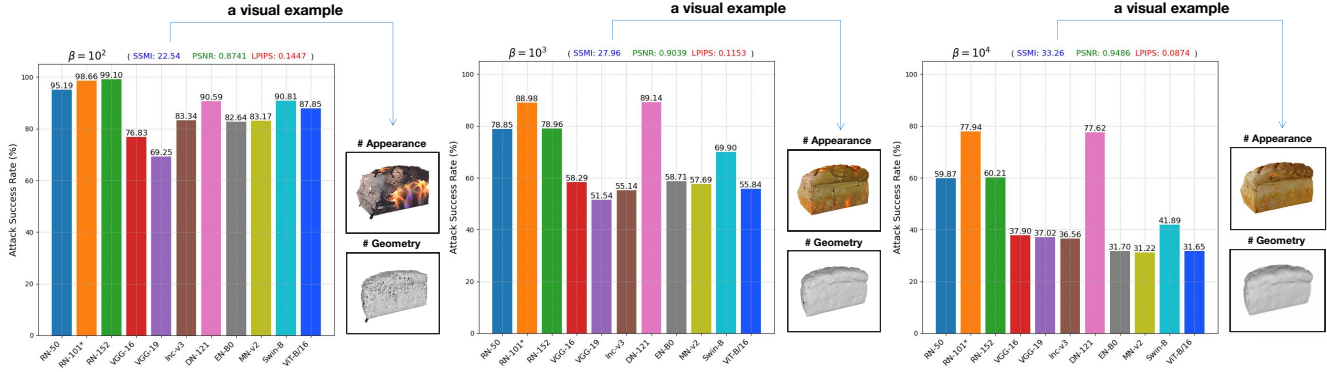 a visual example
β = 10²
( SSMI: 22.54 PSNR: 0.8741 LPIPS: 0.1447 )
Attack Success Rate (%)
100
80
60
40
20
0
95.19
98.66
99.10
76.83
69.25
83.34
90.59
82.64
83.17
90.81
87.85
RN-50
RN-101*
RN-152
VGG-16
VGG-19
Inc-v3
DN-121
EN-B0
MN-v2
Swin-B
ViT-B/16
# Appearance
# Geometry
a visual example
β = 10³
( SSMI: 27.96 PSNR: 0.9039 LPIPS: 0.1153 )
Attack Success Rate (%)
100
80
60
40
20
0
78.85
88.98
78.96
58.29
51.54
55.14
89.14
58.71
57.69
69.90
55.84
RN-50
RN-101*
RN-152
VGG-16
VGG-19
Inc-v3
DN-121
EN-B0
MN-v2
Swin-B
ViT-B/16
# Appearance
# Geometry
a visual example
β = 10⁴
( SSMI: 33.26 PSNR: 0.9486 LPIPS: 0.0874 )
Attack Success Rate (%)
100
80
60
40
20
0
59.87
77.94
60.21
37.90
37.02
36.56
77.62
31.70
31.22
41.89
31.65
RN-50
RN-101*
RN-152
VGG-16
VGG-19
Inc-v3
DN-121
EN-B0
MN-v2
Swin-B
ViT-B/16
# Appearance
# Geometry